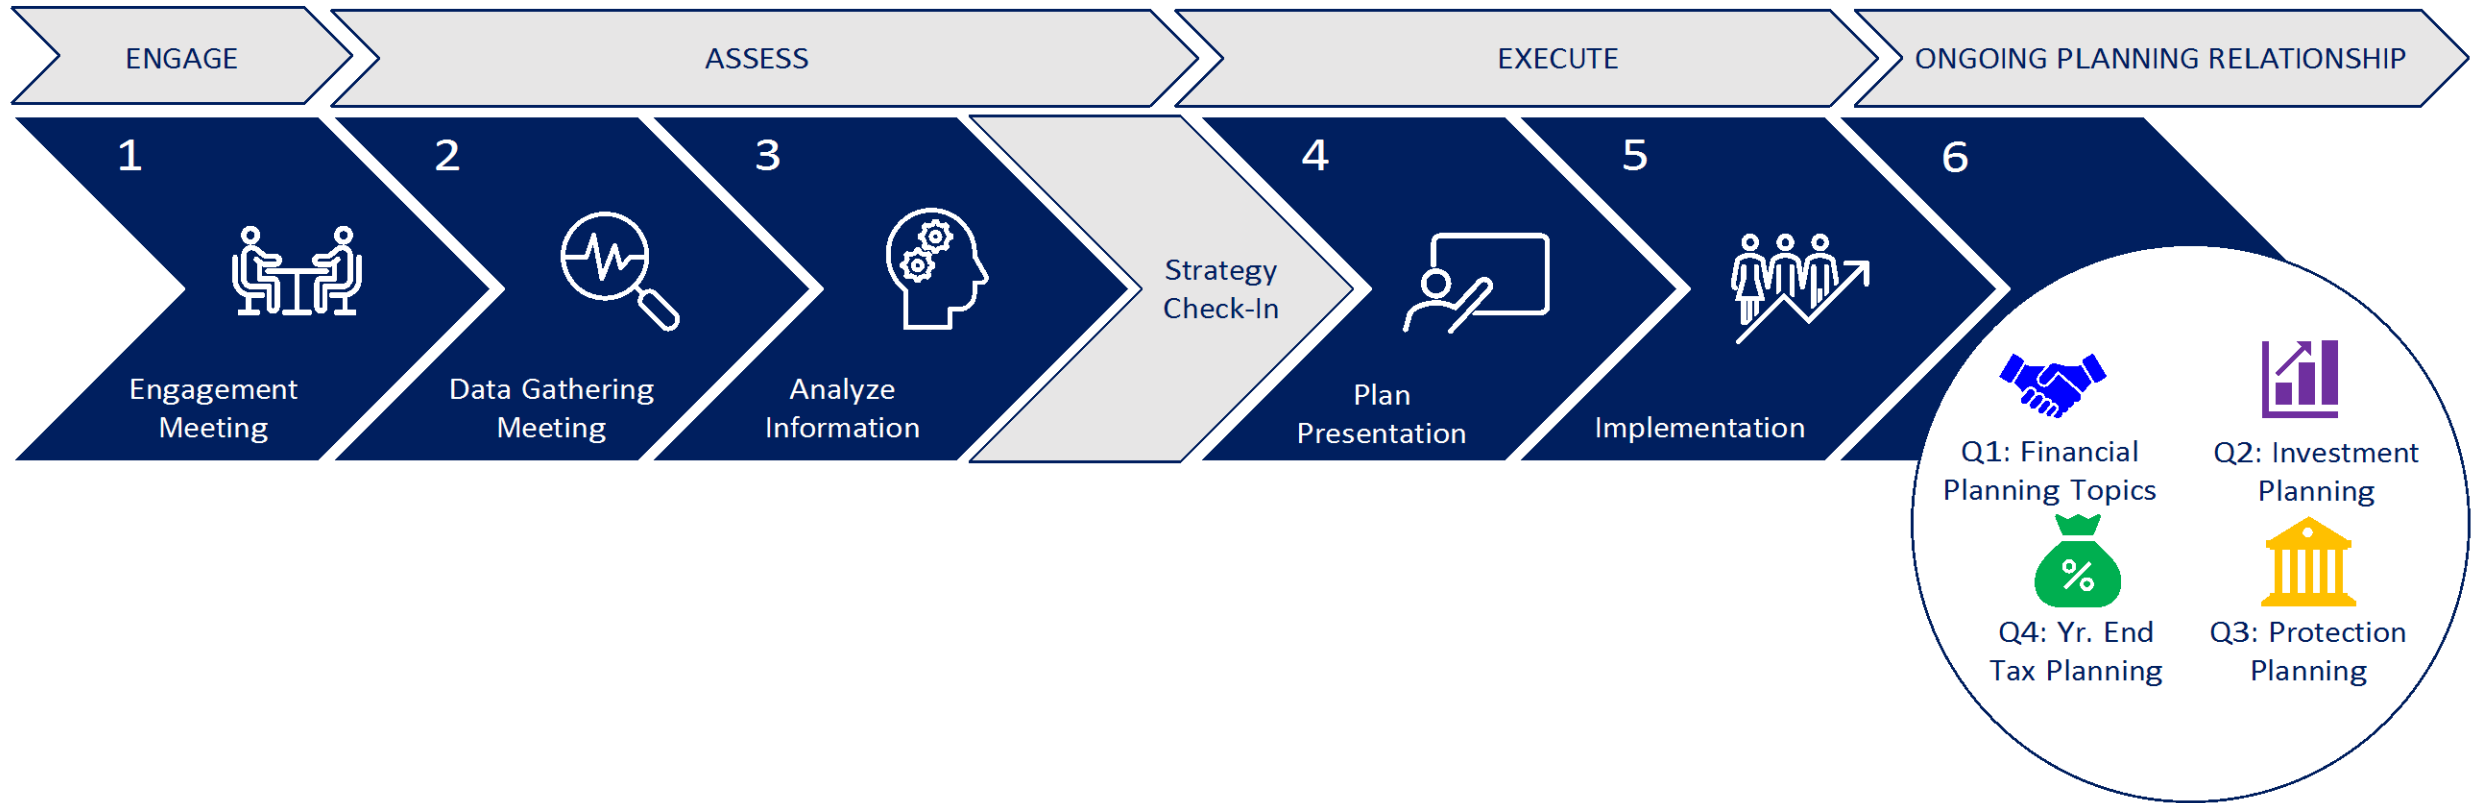 ENGAGE
ASSESS
EXECUTE
ONGOING PLANNING RELATIONSHIP
1
Engagement
Meeting
2
Data Gathering
Meeting
3
Analyze
Information
Strategy
Check-In
4
Plan
Presentation
5
Implementation
6
Q1: Financial
Planning Topics
Q2: Investment
Planning
%
Q4: Yr. End
Tax Planning
Q3: Protection
Planning